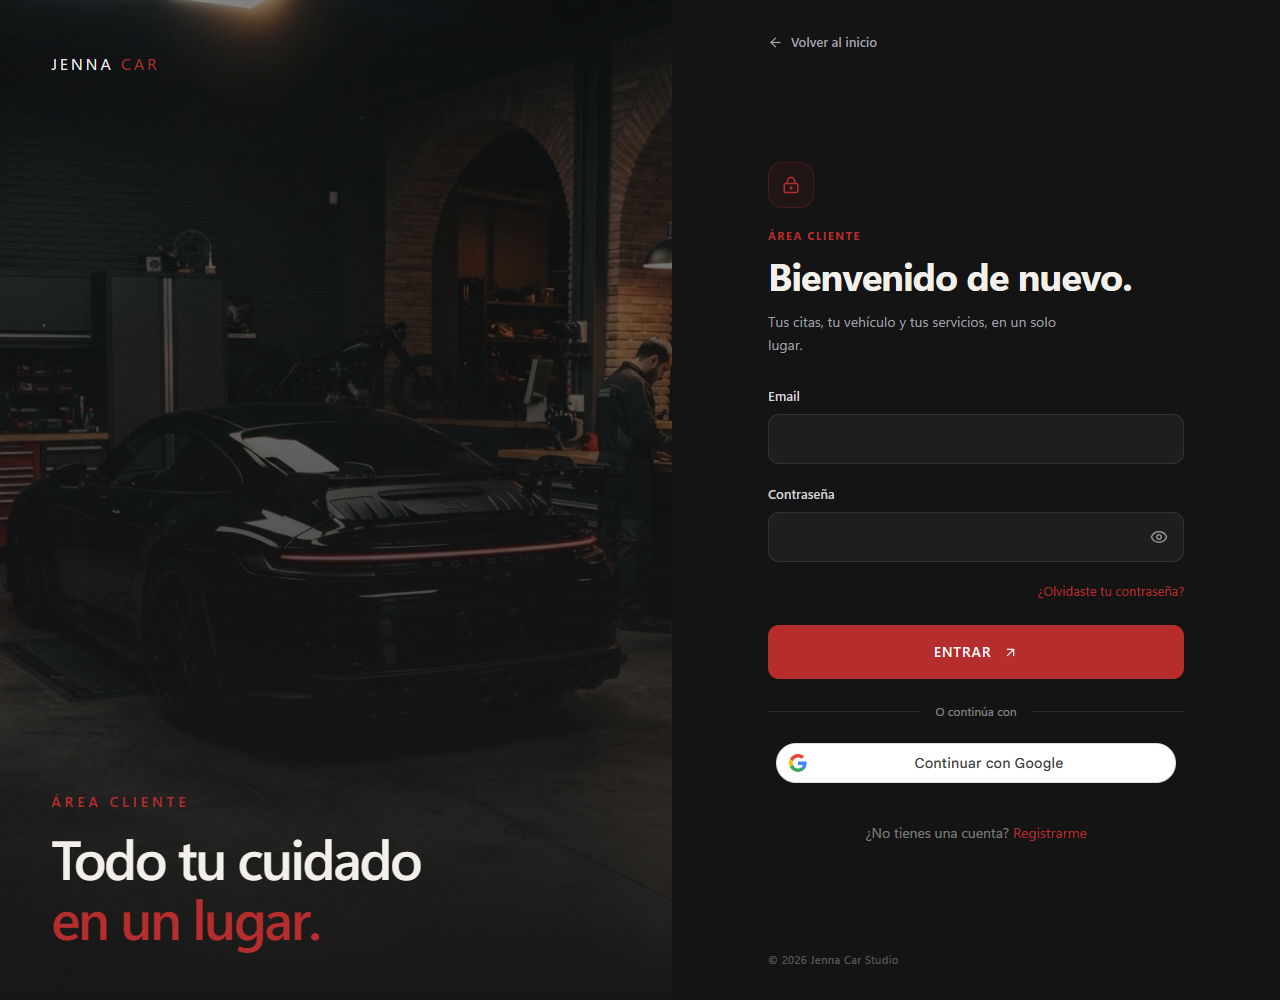 JENNA CAR
ÁREA CLIENTE
Todo tu cuidado
en un lugar.
Volver al inicio
ÁREA CLIENTE
Bienvenido de nuevo.
Tus citas, tu vehículo y tus servicios, en un solo
lugar.
Email
Contraseña
¿Olvidaste tu contraseña?
ENTRAR
O continúa con
Continuar con Google
¿No tienes una cuenta? Registrarme
© 2026 Jenna Car Studio